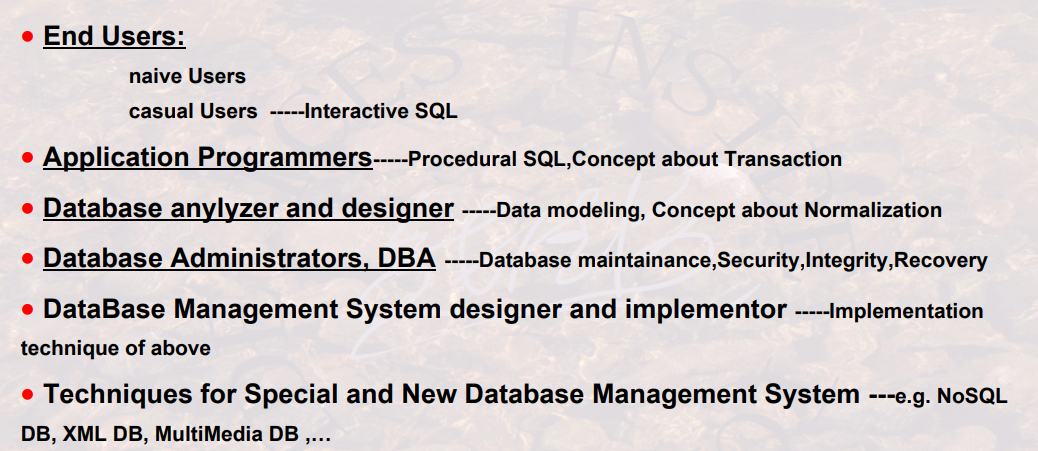 • End Users:
naive Users
casual Users -----Interactive SQL
• Application Programmers-----Procedural SQL,Concept about Transaction
• Database anylyzer and designer -----Data modeling, Concept about Normalization
• Database Administrators, DBA -----Database maintainance,Security,Integrity,Recovery
• DataBase Management System designer and implementor -----Implementation
technique of above
• Techniques for Special and New Database Management System ---e.g. NoSQL
DB, XML DB, MultiMedia DB ,…